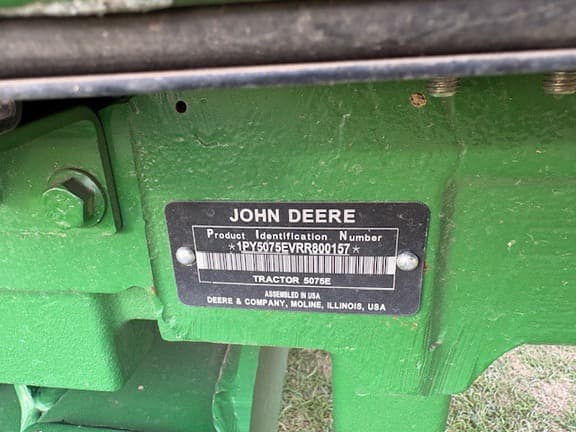 JOHN DEERE
Product Identification Number
*1PY5075EVRR800157*
TRACTOR 5075E
ASSEMBLED IN USA
DEERE & COMPANY, MOLINE, ILLINOIS, USA